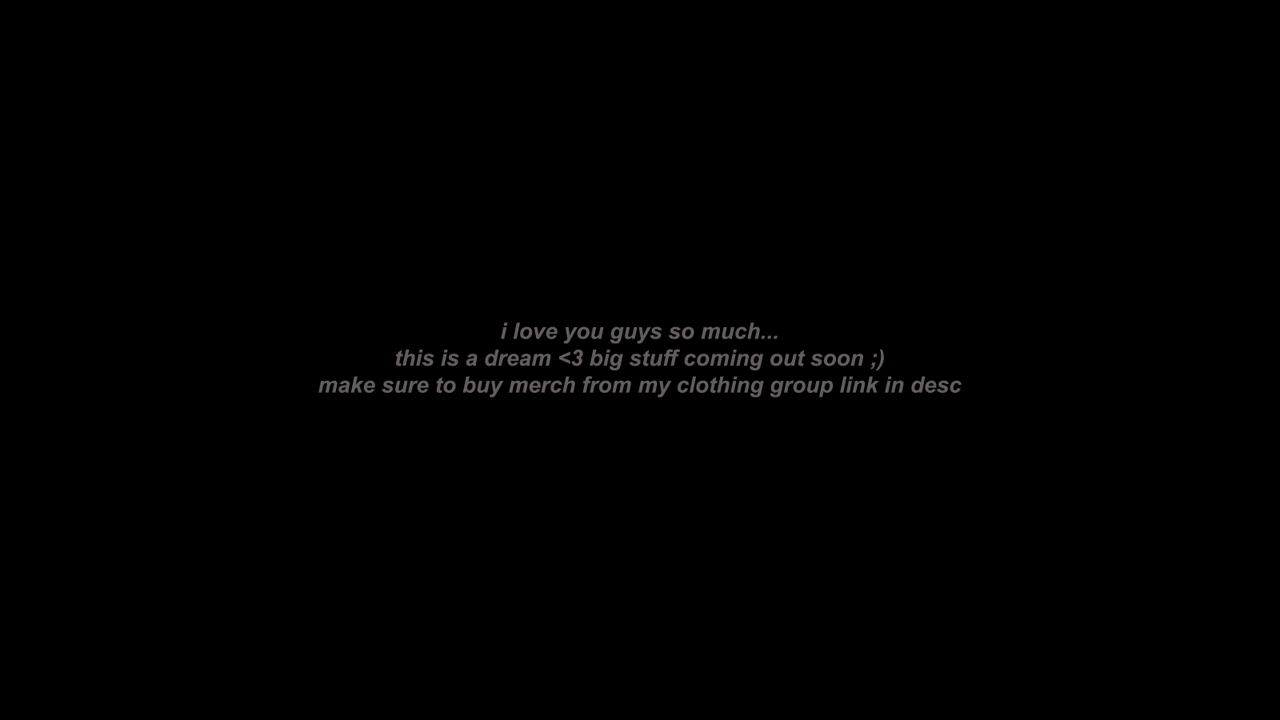 i love you guys so much...
this is a dream <3 big stuff coming out soon ;)
make sure to buy merch from my clothing group link in desc